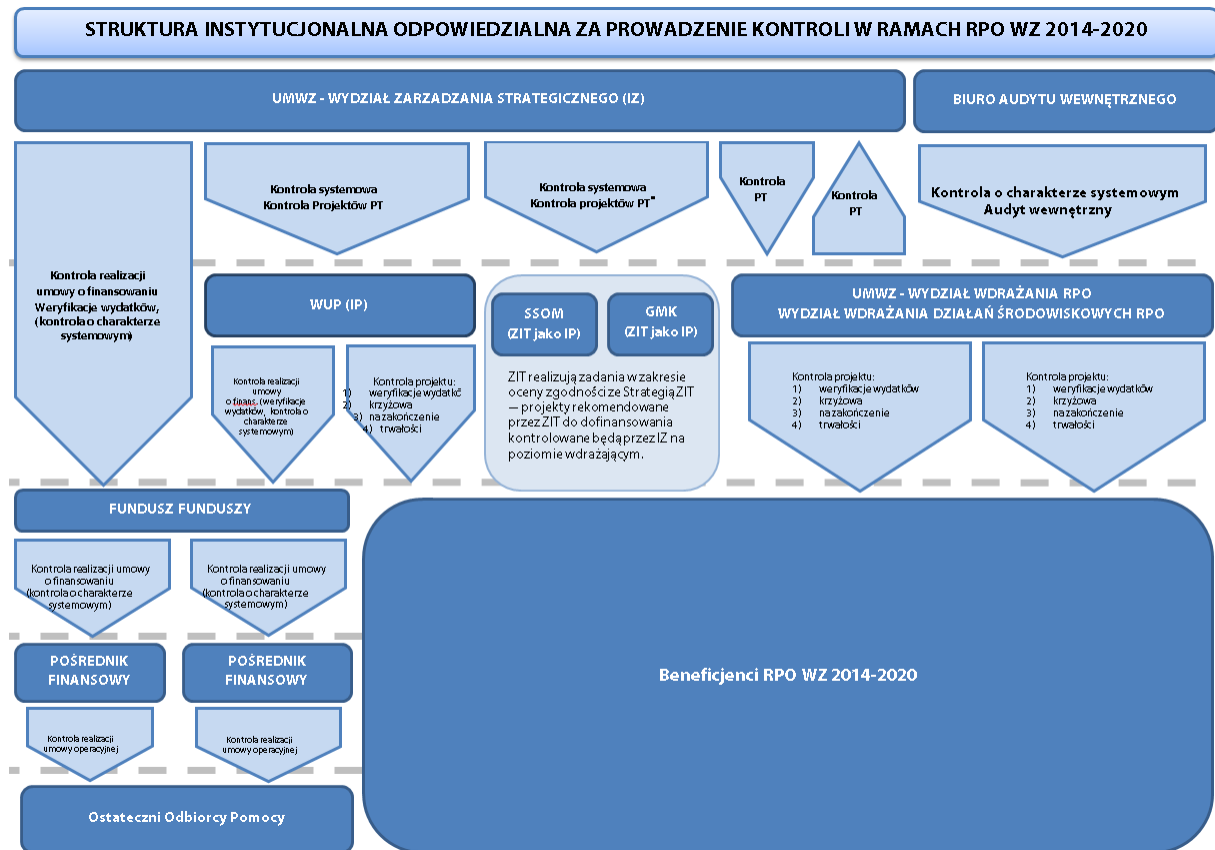 STRUKTURA INSTYTUCJONALNA ODPOWIEDZIALNA ZA PROWADZENIE KONTROLI W RAMACH RPO WZ 2014-2020
UMWZ - WYDZIAŁ ZARZADZANIA STRATEGICZNEGO (IZ)
BIURO AUDYTU WEWNĘTRZNEGO
Kontrola realizacji
umowy o finansowaniu
Weryfikacje wydatków,
(kontrola o charakterze
systemowym)
Kontrola systemowa
Kontrola Projektów PT
Kontrola systemowa
Kontrola projektów PT*
Kontrola
PT
Kontrola
PT
Kontrola o charakterze systemowym
Audyt wewnętrzny
WUP (IP)
SSOM
(ZIT jako IP)
GMK
(ZIT jako IP)
UMWZ - WYDZIAŁ WDRAŻANIA RPO
WYDZIAŁ WDRAŻANIA DZIAŁAŃ ŚRODOWISKOWYCH RPO
Kontrola realizacji
umowy
o finans. (weryfikacje
wydatków, kontrola o
charakterze
systemowym)
Kontrola projektu:
1) weryfikacje wydatkć
2) krzyżowa
3) na zakończenie
4) trwałości
ZIT realizują zadania w zakresie
oceny zgodności ze Strategią ZIT
– projekty rekomendowane
przez ZIT do dofinansowania
kontrolowane będą przez IZ na
poziomie wdrażającym.
Kontrola projektu:
1) weryfikacje wydatków
2) krzyżowa
3) na zakończenie
4) trwałości
Kontrola projektu:
1) weryfikacje wydatków
2) krzyżowa
3) na zakończenie
4) trwałości
FUNDUSZ FUNDUSZY
Kontrola realizacji umowy
o finansowaniu
(kontrola o charakterze
systemowym)
Kontrola realizacji umowy
o finansowaniu
(kontrola o charakterze
systemowym)
POŚREDNIK
FINANSOWY
POŚREDNIK
FINANSOWY
Kontrola realizacji
umowy operacyjnej
Kontrola realizacji
umowy operacyjnej
Ostateczni Odbiorcy Pomocy
Beneficjenci RPO WZ 2014-2020